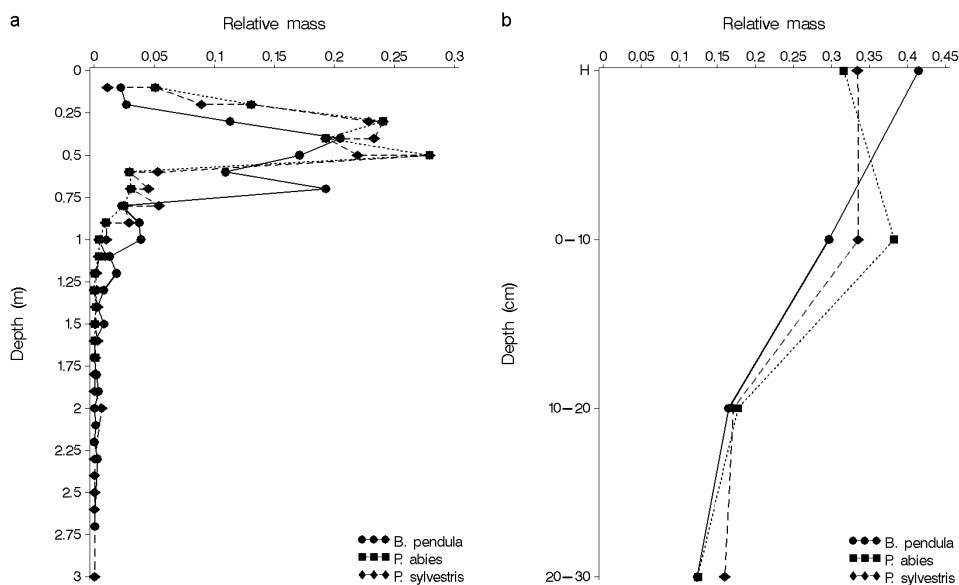 a
Relative mass
0 0.05 0.1 0.15 0.2 0.25 0.3
0
0.25
0.5
0.75
1
1.25
1.5
1.75
2
2.25
2.5
2.75
3
Depth (m)
B. pendula
P. abies
P. sylvestris
b
Relative mass
0 0.05 0.1 0.15 0.2 0.25 0.3 0.35 0.4 0.45
H
0-10
10-20
20-30
Depth (cm)
B. pendula
P. abies
P. sylvestris